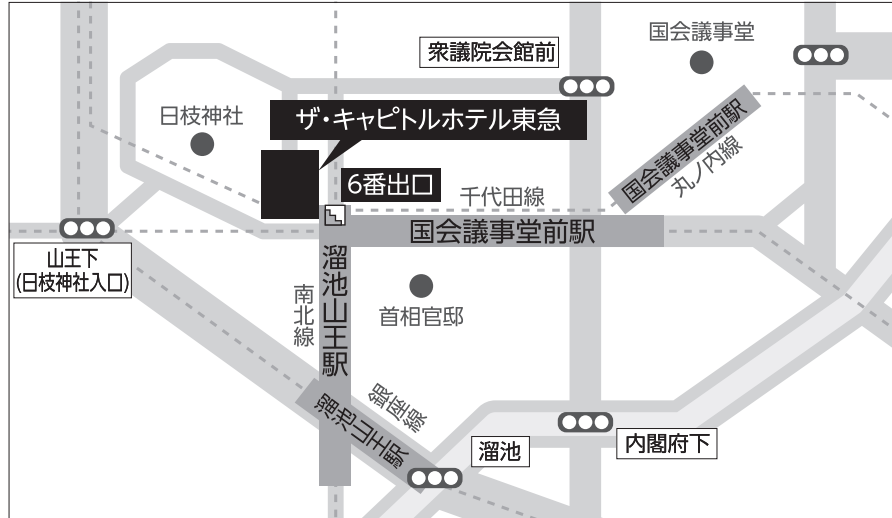 国会議事堂
衆議院会館前
日枝神社
ザ・キャピトルホテル東急
国会議事堂前駅
丸ノ内線
6番出口
千代田線
国会議事堂前駅
山王下
(日枝神社入口)
溜池山王駅
南北線
首相官邸
銀座線
溜池山王駅
溜池
内閣府下